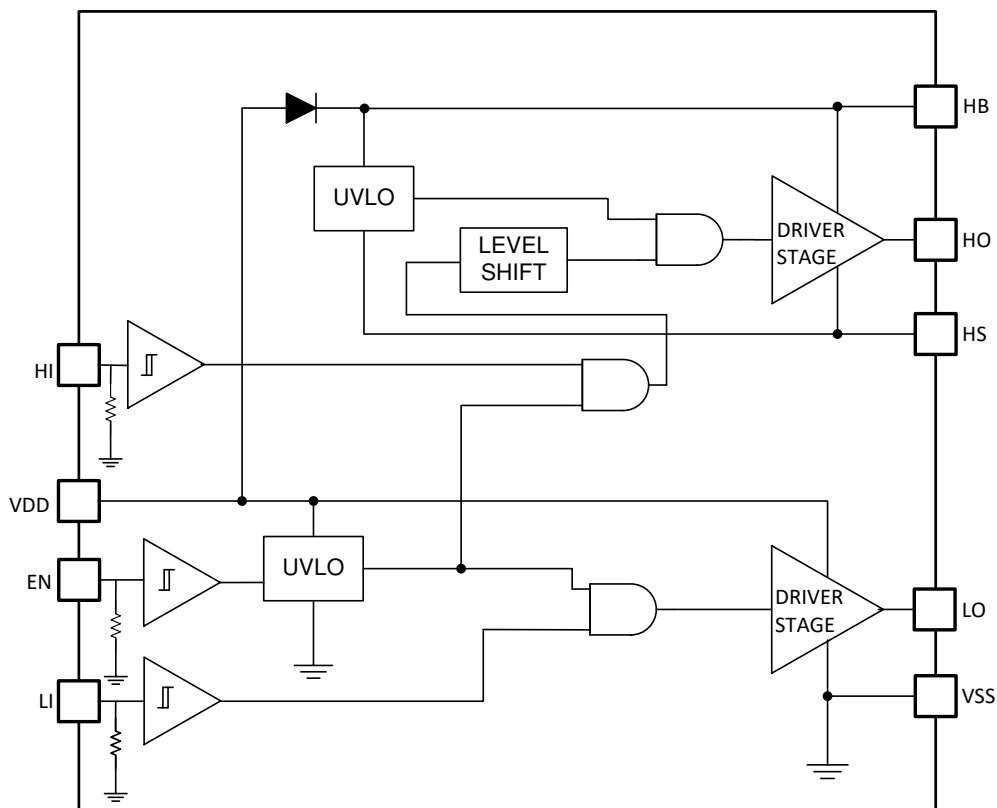 HB
UVLO
DRIVER
STAGE
HO
LEVEL
SHIFT
HS
HI
VDD
EN
UVLO
DRIVER
STAGE
LO
LI
VSS